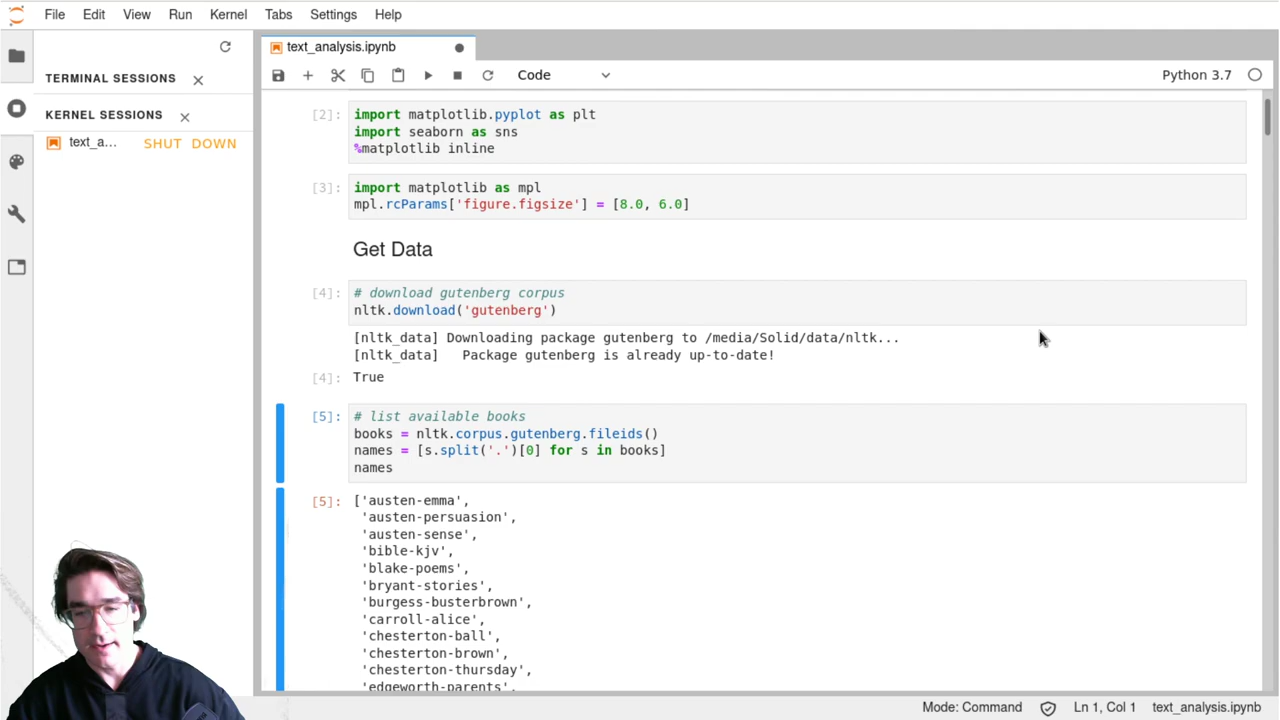 File Edit View Run Kernel Tabs Settings Help
TERMINAL SESSIONS
KERNEL SESSIONS
text_a... SHUT DOWN
text_analysis.ipynb
Code
Python 3.7
[2]:
import matplotlib.pyplot as plt
import seaborn as sns
%matplotlib inline
[3]:
import matplotlib as mpl
mpl.rcParams['figure.figsize'] = [8.0, 6.0]
Get Data
[4]:
# download gutenberg corpus
nltk.download('gutenberg')
[nltk_data] Downloading package gutenberg to /media/Solid/data/nltk...
[nltk_data]   Package gutenberg is already up-to-date!
[4]: True
[5]:
# list available books
books = nltk.corpus.gutenberg.fileids()
names = [s.split('.')[0] for s in books]
names
[5]: ['austen-emma',
'austen-persuasion',
'austen-sense',
'bible-kjv',
'blake-poems',
'bryant-stories',
'burgess-busterbrown',
'carroll-alice',
'chesterton-ball',
'chesterton-brown',
'chesterton-thursday',
'edgeworth-parents',
Mode: Command Ln 1, Col 1 text_analysis.ipynb